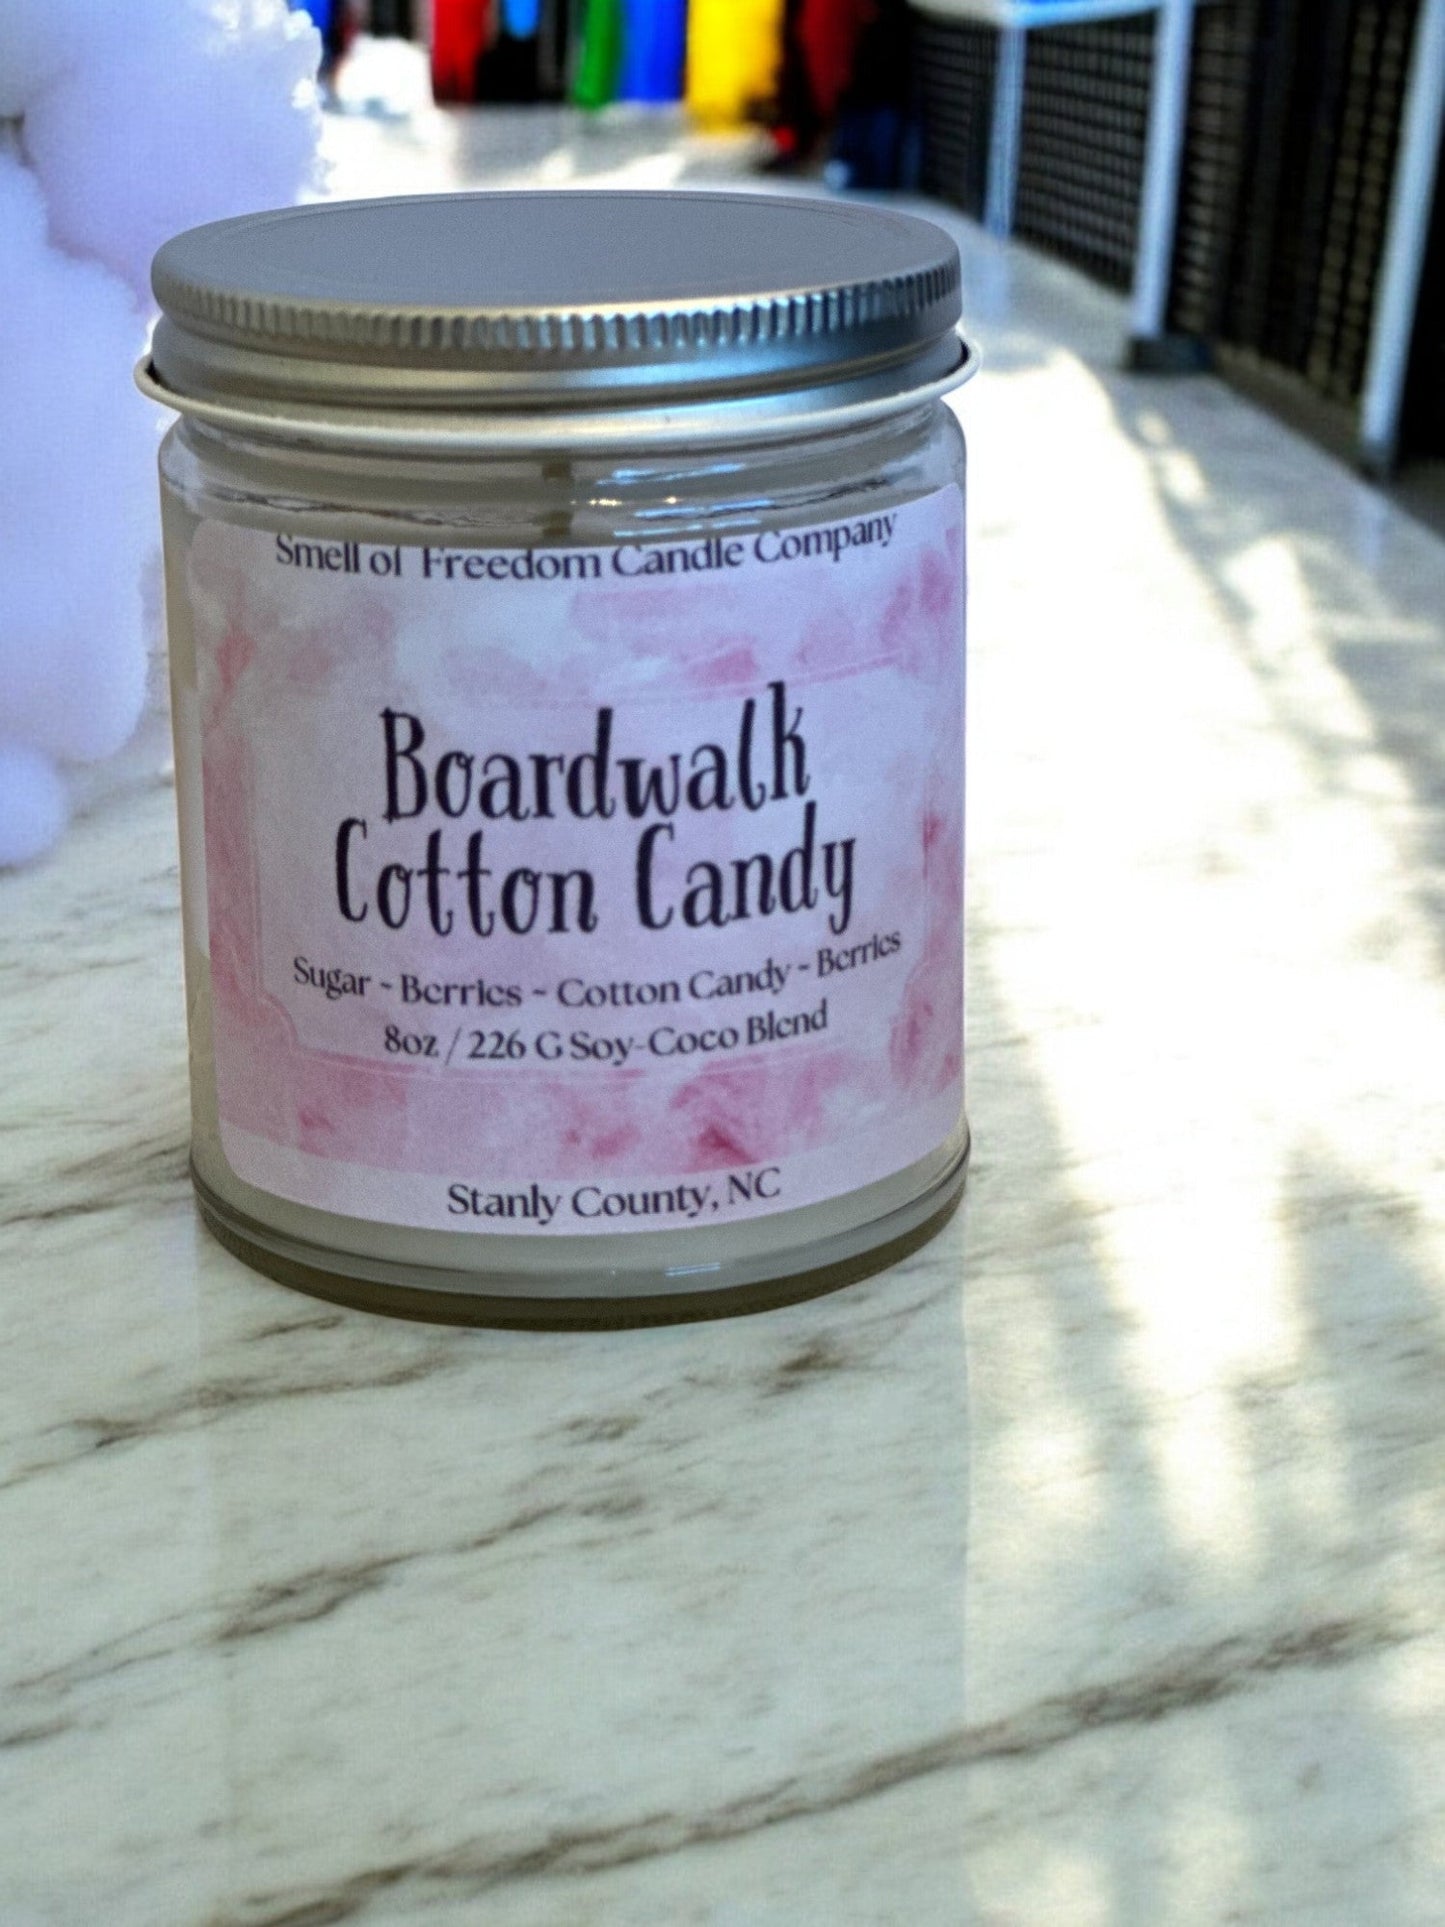 Smell of Freedom Candle Company
Boardwalk
Cotton Candy
Sugar ~ Berries ~ Cotton Candy ~ Berries
8oz / 226 G Soy-Coco Blend
Stanly County, NC